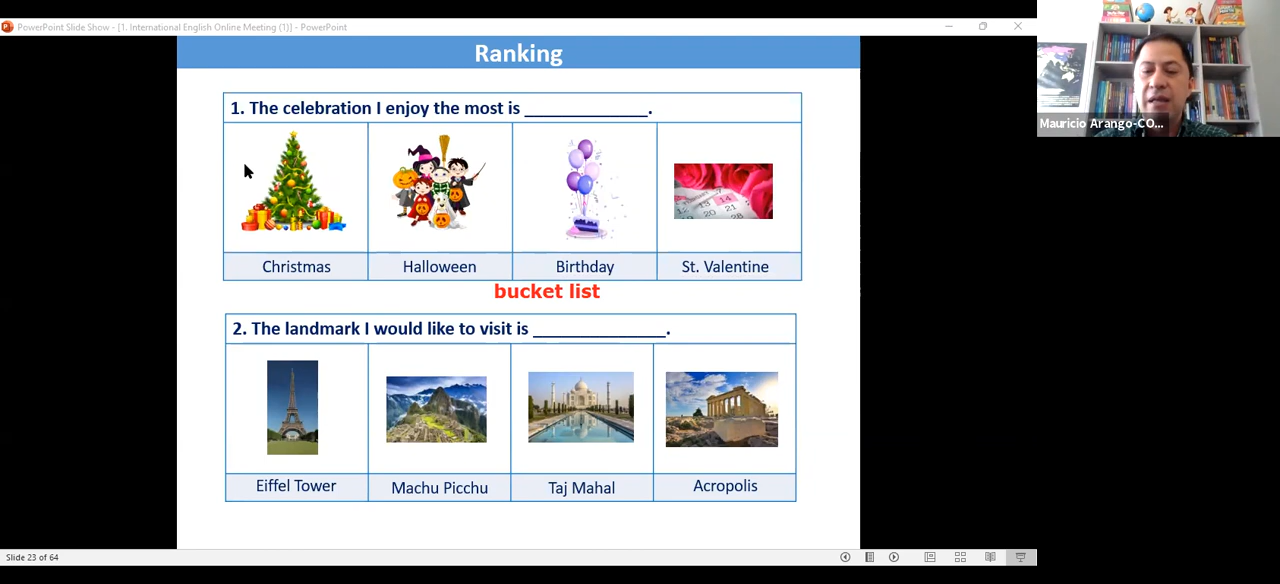 PowerPoint Slide Show - [1. International English Online Meeting (1)] - PowerPoint
Ranking
1. The celebration I enjoy the most is ____________.
Christmas
Halloween
Birthday
St. Valentine
bucket list
2. The landmark I would like to visit is _____________.
Eiffel Tower
Machu Picchu
Taj Mahal
Acropolis
Slide 23 of 64
Mauricio Arango-CO...